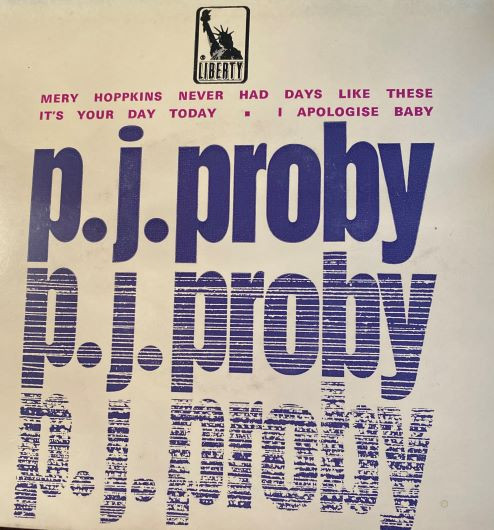 LIBERTY
MERY HOPPKINS NEVER HAD DAYS LIKE THESE
IT'S YOUR DAY TODAY ▪ I APOLOGISE BABY
p.j.proby
p.j.proby
p.j.proby